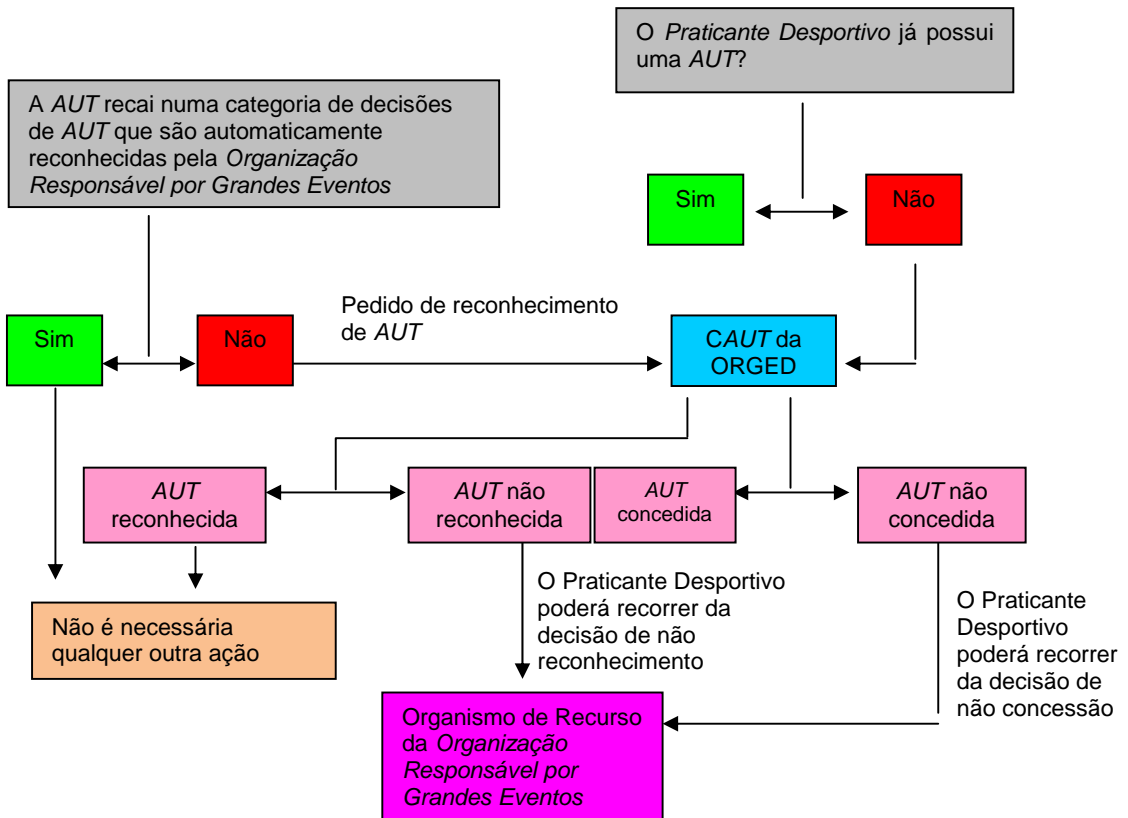 O Praticante Desportivo já possui
uma AUT?
A AUT recai numa categoria de decisões
de AUT que são automaticamente
reconhecidas pela Organização
Responsável por Grandes Eventos
Sim
Não
Pedido de reconhecimento
de AUT
Sim
Não
CAUT da
ORGED
AUT
reconhecida
AUT não
reconhecida
AUT
concedida
AUT não
concedida
O Praticante Desportivo
poderá recorrer da
decisão de não
reconhecimento
O Praticante
Desportivo
poderá recorrer
da decisão de
não concessão
Não é necessária
qualquer outra ação
Organismo de Recurso
da Organização
Responsável por
Grandes Eventos